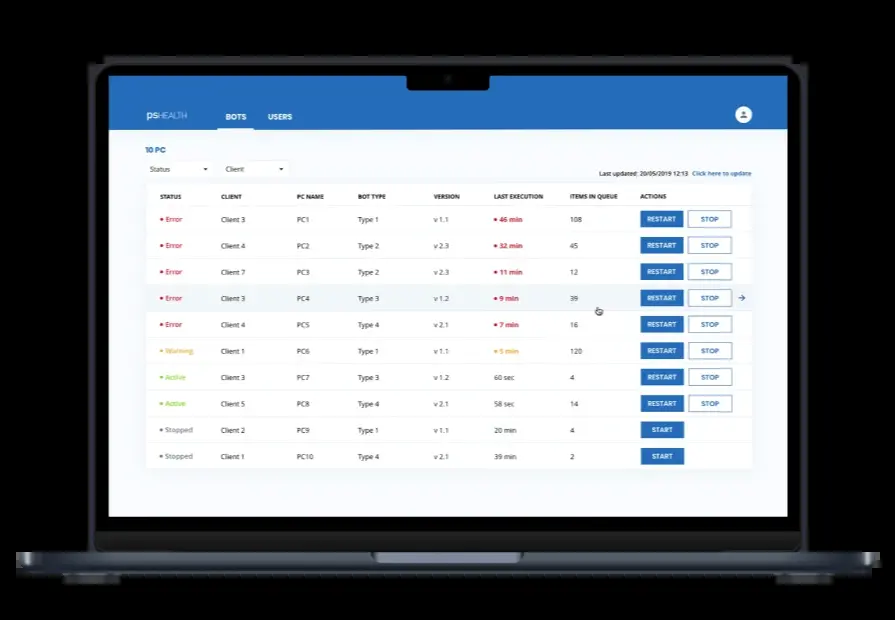 psHEALTH BOTS USERS
10 PC
Status Client
Last updated: 20/05/2019 12:13 Click here to update
STATUS CLIENT PC NAME BOT TYPE VERSION LAST EXECUTION ITEMS IN QUEUE ACTIONS
Error Client 3 PC1 Type 1 v 1.1 46 min 108 RESTART STOP
Error Client 4 PC2 Type 2 v 2.3 32 min 45 RESTART STOP
Error Client 7 PC3 Type 2 v 2.3 11 min 12 RESTART STOP
Error Client 3 PC4 Type 3 v 1.2 9 min 39 RESTART STOP →
Error Client 4 PC5 Type 4 v 2.1 7 min 16 RESTART STOP
Warning Client 1 PC6 Type 1 v 1.1 5 min 120 RESTART STOP
Active Client 3 PC7 Type 3 v 1.2 60 sec 4 RESTART STOP
Active Client 5 PC8 Type 4 v 2.1 58 sec 14 RESTART STOP
Stopped Client 2 PC9 Type 1 v 1.1 20 min 4 START
Stopped Client 1 PC10 Type 4 v 2.1 39 min 2 START